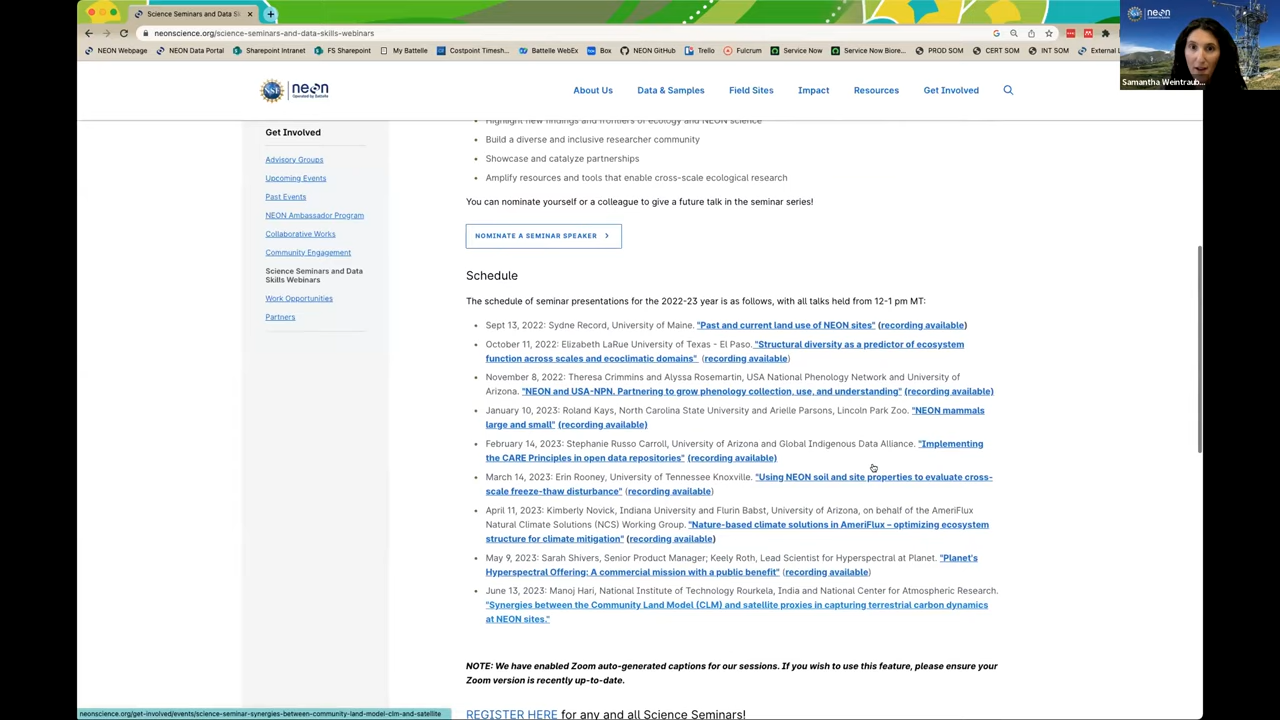 Science Seminars and Data Sk
neonscience.org/science-seminars-and-data-skills-webinars
NEON Webpage NEON Data Portal Sharepoint Intranet FS Sharepoint My Battelle Costpoint Timesh... Battelle WebEx Box NEON GitHub Trello Fulcrum Service Now Service Now Biore... PROD SOM CERT SOM INT SOM External L
neon
Samantha Weintraub...
NSF
neon
Operated by Battelle
About Us Data & Samples Field Sites Impact Resources Get Involved
Get Involved
Advisory Groups
Upcoming Events
Past Events
NEON Ambassador Program
Collaborative Works
Community Engagement
Science Seminars and Data
Skills Webinars
Work Opportunities
Partners
Highlight new findings and frontiers of ecology and NEON science
Build a diverse and inclusive researcher community
Showcase and catalyze partnerships
Amplify resources and tools that enable cross-scale ecological research
You can nominate yourself or a colleague to give a future talk in the seminar series!
NOMINATE A SEMINAR SPEAKER
Schedule
The schedule of seminar presentations for the 2022-23 year is as follows, with all talks held from 12-1 pm MT:
Sept 13, 2022: Sydne Record, University of Maine. "Past and current land use of NEON sites" (recording available)
October 11, 2022: Elizabeth LaRue University of Texas - El Paso. "Structural diversity as a predictor of ecosystem
function across scales and ecoclimatic domains" (recording available)
November 8, 2022: Theresa Crimmins and Alyssa Rosemartin, USA National Phenology Network and University of
Arizona. "NEON and USA-NPN. Partnering to grow phenology collection, use, and understanding" (recording available)
January 10, 2023: Roland Kays, North Carolina State University and Arielle Parsons, Lincoln Park Zoo. "NEON mammals
large and small" (recording available)
February 14, 2023: Stephanie Russo Carroll, University of Arizona and Global Indigenous Data Alliance. "Implementing
the CARE Principles in open data repositories" (recording available)
March 14, 2023: Erin Rooney, University of Tennessee Knoxville. "Using NEON soil and site properties to evaluate cross-
scale freeze-thaw disturbance" (recording available)
April 11, 2023: Kimberly Novick, Indiana University and Flurin Babst, University of Arizona, on behalf of the AmeriFlux
Natural Climate Solutions (NCS) Working Group. "Nature-based climate solutions in AmeriFlux – optimizing ecosystem
structure for climate mitigation" (recording available)
May 9, 2023: Sarah Shivers, Senior Product Manager; Keely Roth, Lead Scientist for Hyperspectral at Planet. "Planet's
Hyperspectral Offering: A commercial mission with a public benefit" (recording available)
June 13, 2023: Manoj Hari, National Institute of Technology Rourkela, India and National Center for Atmospheric Research.
"Synergies between the Community Land Model (CLM) and satellite proxies in capturing terrestrial carbon dynamics
at NEON sites."
NOTE: We have enabled Zoom auto-generated captions for our sessions. If you wish to use this feature, please ensure your
Zoom version is recently up-to-date.
REGISTER HERE for any and all Science Seminars!
neonscience.org/get-involved/events/science-seminar-synergies-between-community-land-model-clm-and-satellite